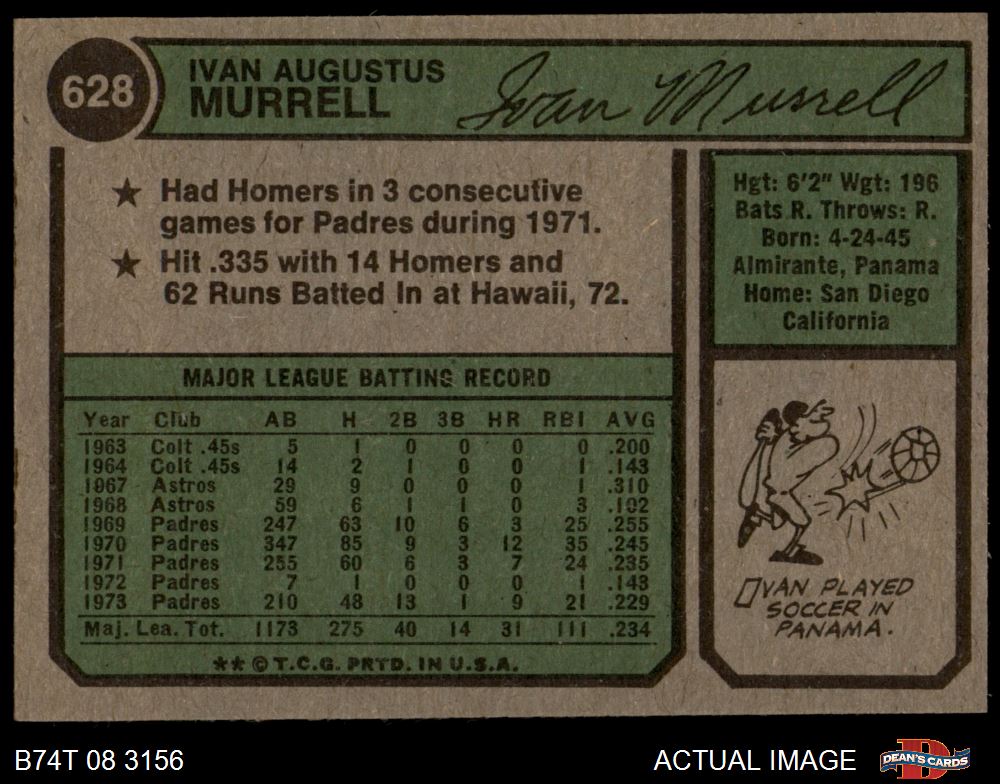 628
IVAN AUGUSTUS
MURRELL
Ivan Murrell
★ Had Homers in 3 consecutive
games for Padres during 1971.
★ Hit .335 with 14 Homers and
62 Runs Batted In at Hawaii, 72.
Hgt: 6'2" Wgt: 196
Bats R. Throws: R.
Born: 4-24-45
Almirante, Panama
Home: San Diego
California
MAJOR LEAGUE BATTING RECORD
Year Club AB H 2B 3B HR RBI AVG
1963 Colt .45s 5 1 0 0 0 0 .200
1964 Colt .45s 14 2 1 0 0 1 .143
1967 Astros 29 9 0 0 0 1 .310
1968 Astros 59 6 1 1 0 3 .102
1969 Padres 247 63 10 6 3 25 .255
1970 Padres 347 85 9 3 12 35 .245
1971 Padres 255 60 6 3 7 24 .235
1972 Padres 7 1 0 0 0 1 .143
1973 Padres 210 48 13 1 9 21 .229
Maj. Lea. Tot. 1173 275 40 14 31 111 .234
★★ © T.C.G. PRTD. IN U.S.A.
IVAN PLAYED
SOCCER IN
PANAMA.
B74T 08 3156
ACTUAL IMAGE
DEAN'S CARDS